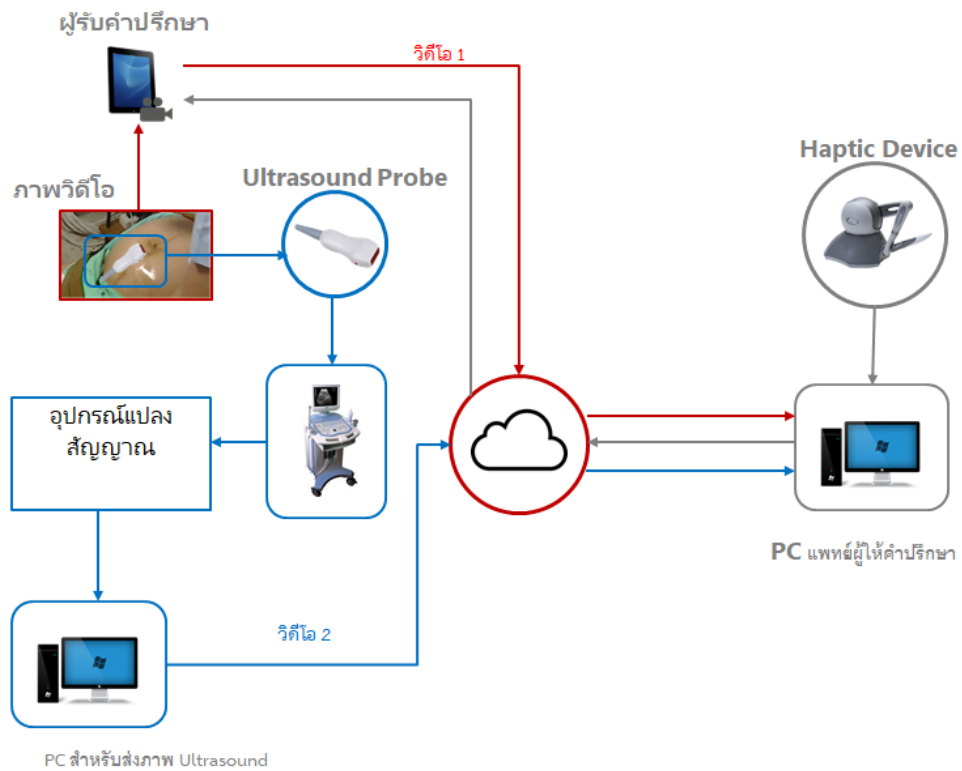 ผู้รับคำปรึกษา
วิดีโอ 1
Haptic Device
ภาพวิดีโอ
Ultrasound Probe
อุปกรณ์แปลง
สัญญาณ
PC แพทย์ผู้ให้คำปรึกษา
วิดีโอ 2
PC สำหรับส่งภาพ Ultrasound